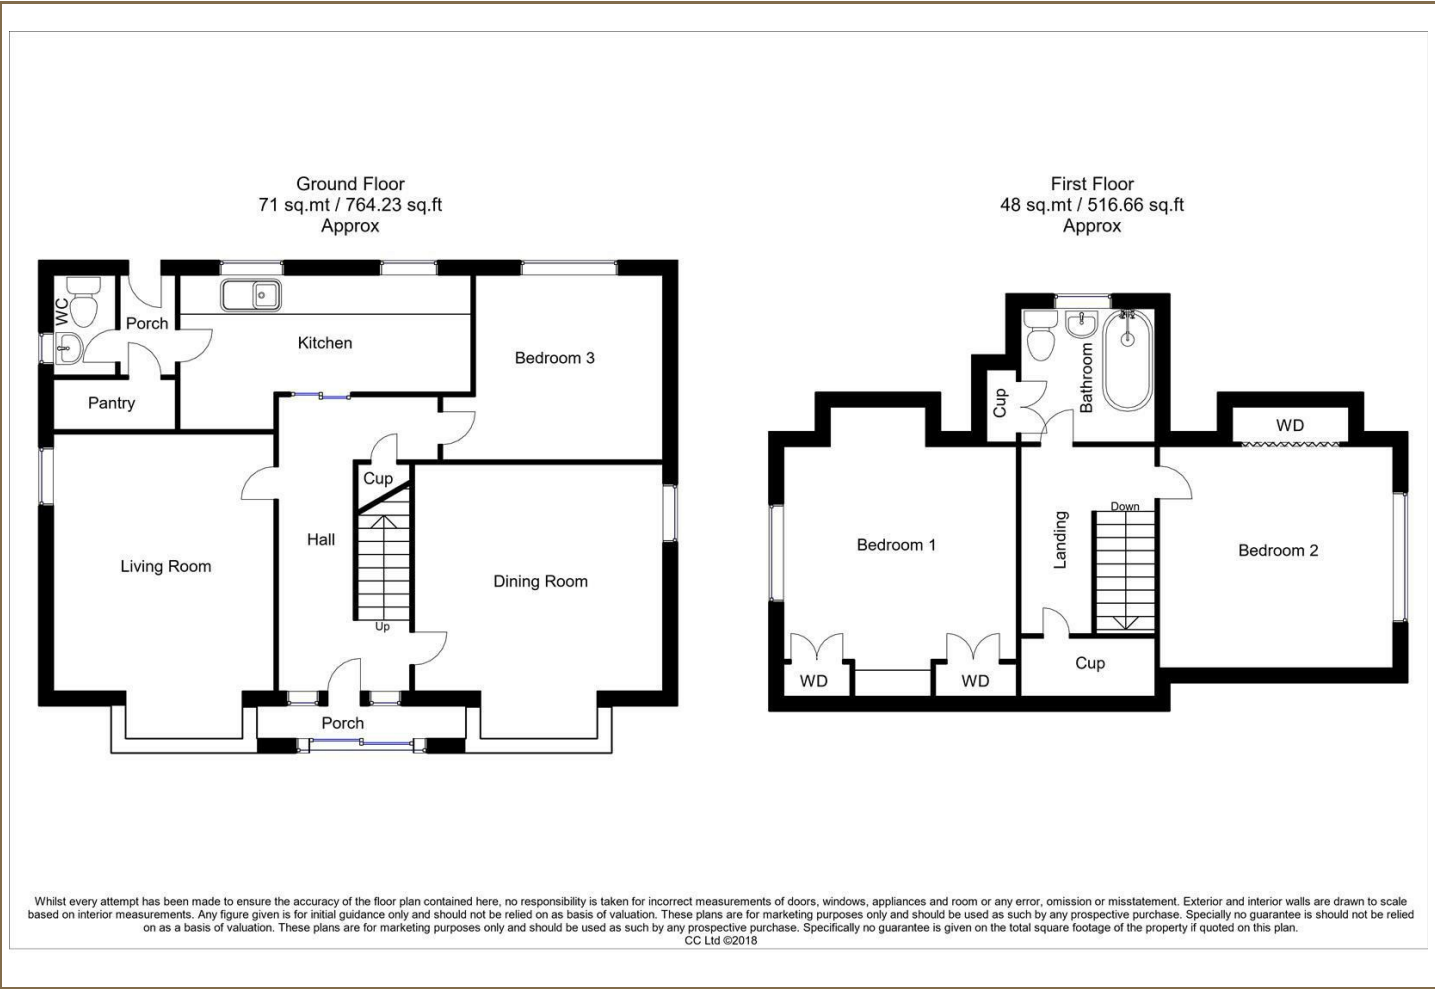 Ground Floor
71 sq.mt / 764.23 sq.ft
Approx
WC
Porch
Kitchen
Bedroom 3
Pantry
Cup
Hall
Living Room
Dining Room
Up
Porch
First Floor
48 sq.mt / 516.66 sq.ft
Approx
Bathroom
Cup
WD
Down
Landing
Bedroom 1
Bedroom 2
Cup
WD
WD
Whilst every attempt has been made to ensure the accuracy of the floor plan contained here, no responsibility is taken for incorrect measurements of doors, windows, appliances and room or any error, omission or misstatement. Exterior and interior walls are drawn to scale
based on interior measurements. Any figure given is for initial guidance only and should not be relied on as basis of valuation. These plans are for marketing purposes only and should be used as such by any prospective purchase. Specially no guarantee is should not be relied
on as a basis of valuation. These plans are for marketing purposes only and should be used as such by any prospective purchase. Specifically no guarantee is given on the total square footage of the property if quoted on this plan.
CC Ltd ©2018